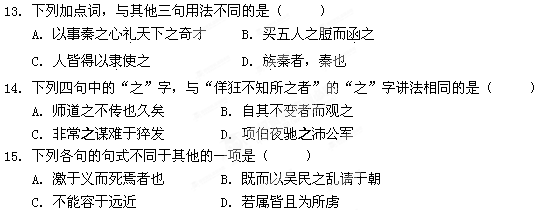 13. 下列加点词，与其他三句用法不同的是（　　）
A. 以事秦之心礼天下之奇才　　B. 买五人之脰而函之
C. 人皆得以隶使之　　D. 族秦者，秦也
14. 下列四句中的“之”字，与“佯狂不知所之者”的“之”字讲法相同的是（　　）
A. 师道之不传也久矣　　B. 自其不变者而观之
C. 非常之谋难于猝发　　D. 项伯夜驰之沛公军
15. 下列各句的句式不同于其他的一项是（　　）
A. 激于义而死焉者也　　B. 既而以吴民之乱请于朝
C. 不能容于远近　　D. 若属皆且为所虏